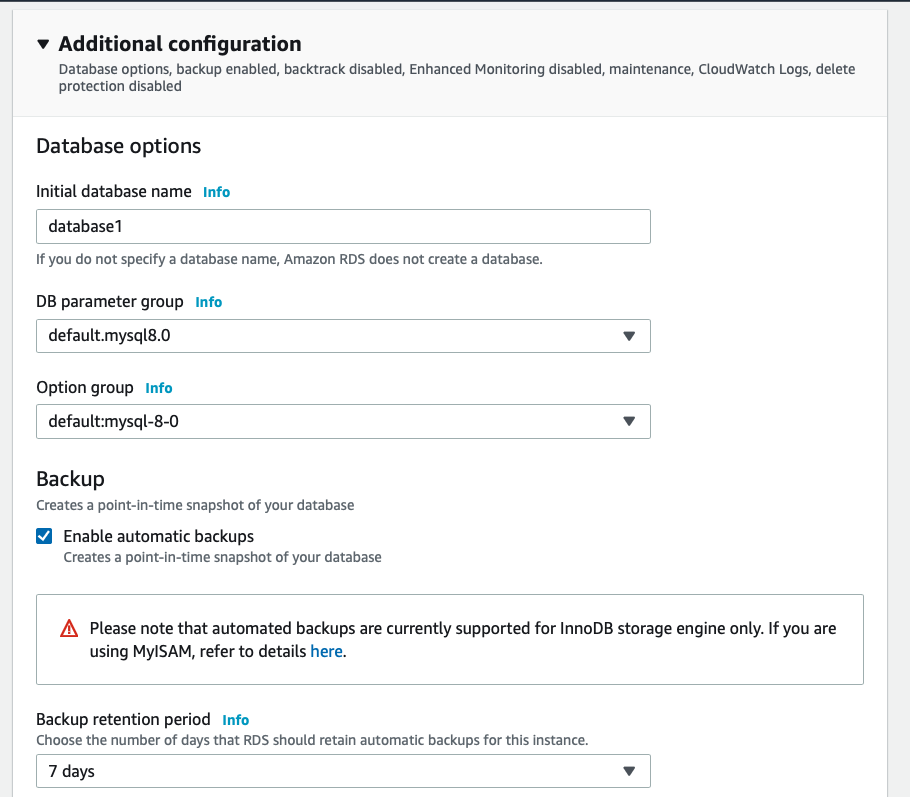 Additional configuration
Database options, backup enabled, backtrack disabled, Enhanced Monitoring disabled, maintenance, CloudWatch Logs, delete
protection disabled
Database options
Initial database name Info
database1
If you do not specify a database name, Amazon RDS does not create a database.
DB parameter group Info
default.mysql8.0
Option group Info
default:mysql-8-0
Backup
Creates a point-in-time snapshot of your database
Enable automatic backups
Creates a point-in-time snapshot of your database
Please note that automated backups are currently supported for InnoDB storage engine only. If you are
using MyISAM, refer to details here.
Backup retention period Info
Choose the number of days that RDS should retain automatic backups for this instance.
7 days